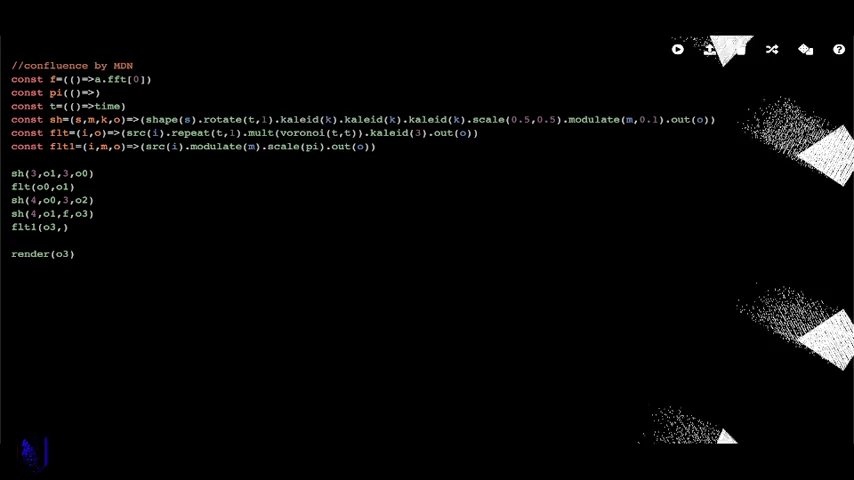 //confluence by MDN
const f=(()=>a.fft[0])
const pi(()=>)
const t=(()=>time)
const sh=(s,m,k,o)=>(shape(s).rotate(t,1).kaleid(k).kaleid(k).kaleid(k).scale(0.5,0.5).modulate(m,0.1).out(o))
const flt=(i,o)=>(src(i).repeat(t,1).mult(voronoi(t,t)).kaleid(3).out(o))
const flt1=(i,m,o)=>(src(i).modulate(m).scale(pi).out(o))
sh(3,o1,3,o0)
flt(o0,o1)
sh(4,o0,3,o2)
sh(4,o1,f,o3)
flt1(o3,)
render(o3)